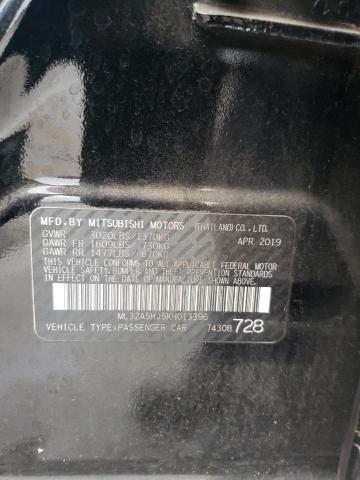 MFD.BY MITSUBISHI MOTORS (THAILAND) CO., LTD.
GVWR 3020LBS/1370KG APR 2019
GAWR FR 1609LBS/ 730KG
GAWR RR 1477LBS/ 670KG
THIS VEHICLE CONFORMS TO ALL APPLICABLE FEDERAL MOTOR
VEHICLE SAFETY, BUMPER, AND THEFT PREVENTION
STANDARDS IN EFFECT ON THE DATE OF MANUFACTURE
SHOWN ABOVE.
ML32A5HJ5KH013396
VEHICLE TYPE:PASSENGER CAR 74308 728